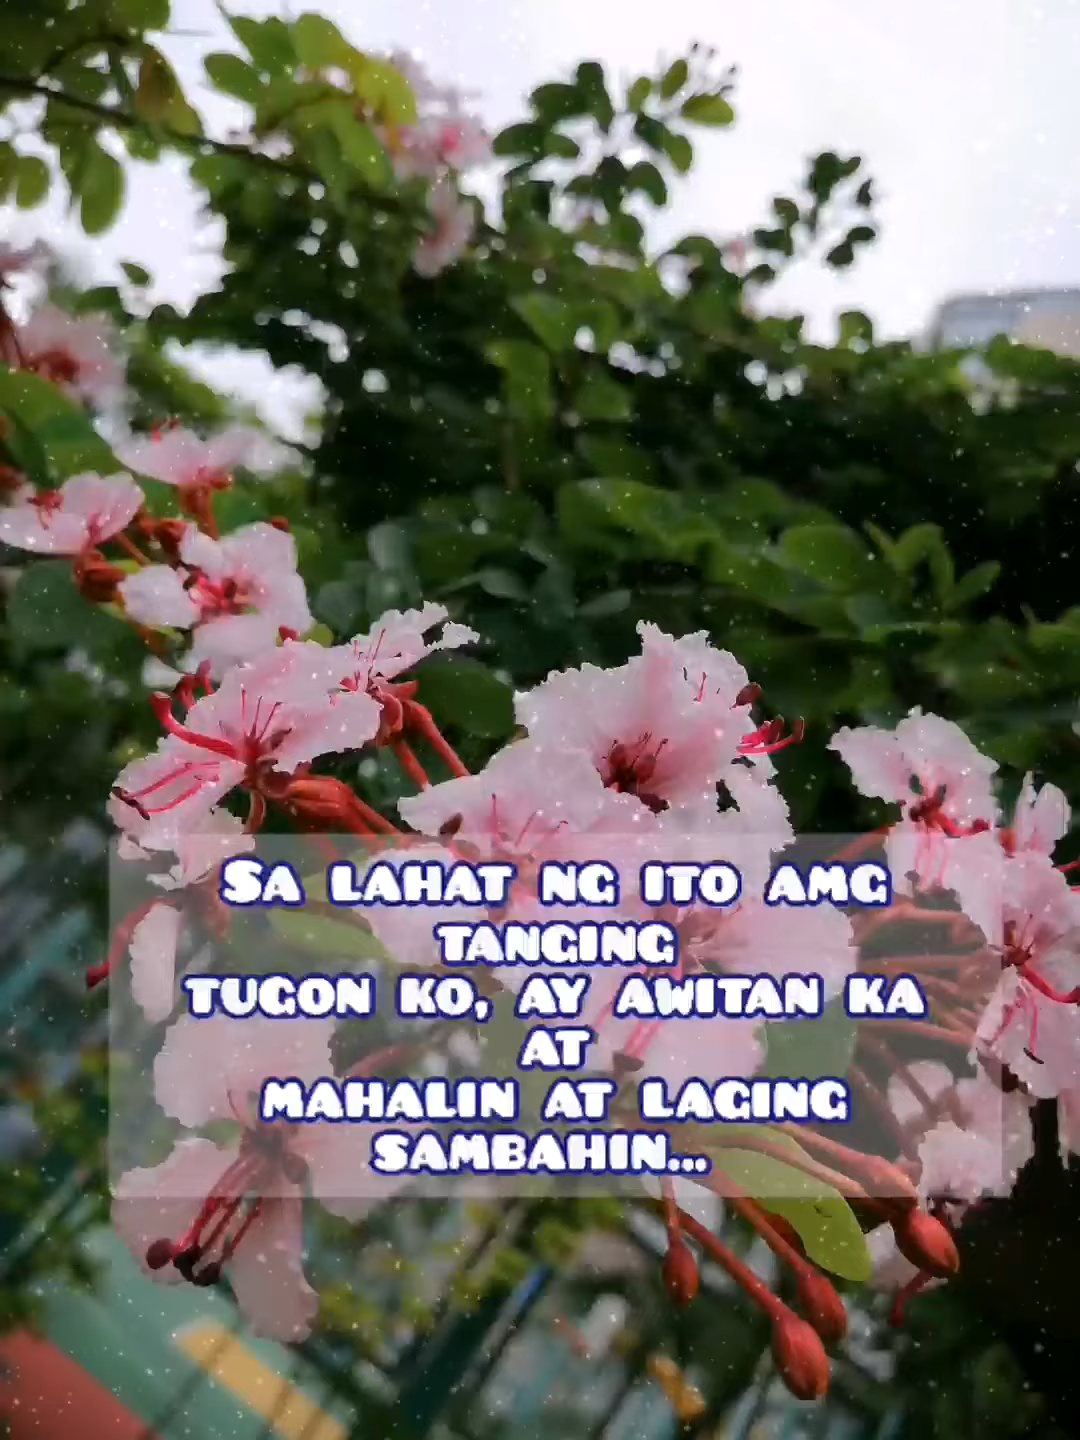 Sa lahat ng ito amg
tanging
tugon ko, ay awitan ka
at
mahalin at laging
sambahin...